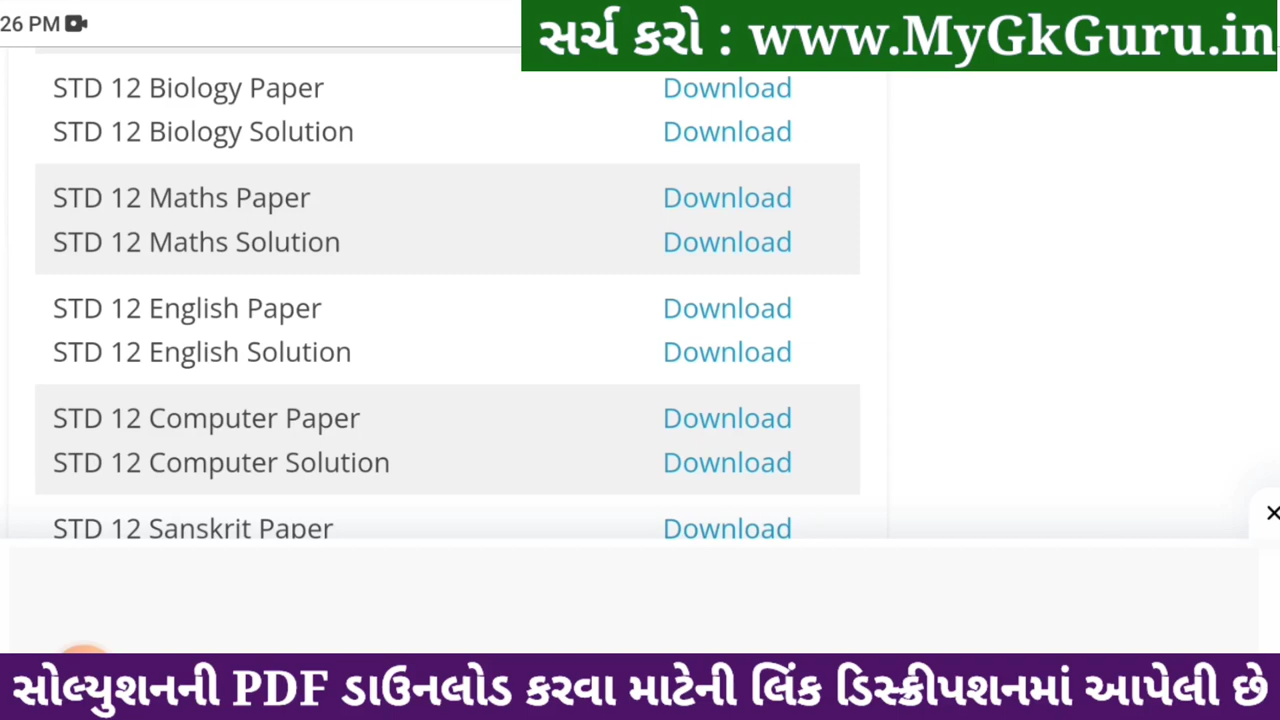 26 PM
સર્ચ કરો : www.MyGkGuru.in
STD 12 Biology Paper Download
STD 12 Biology Solution Download
STD 12 Maths Paper Download
STD 12 Maths Solution Download
STD 12 English Paper Download
STD 12 English Solution Download
STD 12 Computer Paper Download
STD 12 Computer Solution Download
STD 12 Sanskrit Paper Download
સોલ્યુશનની PDF ડાઉનલોડ કરવા માટેની લિંક ડિસ્ક્રીપશનમાં આપેલી છે